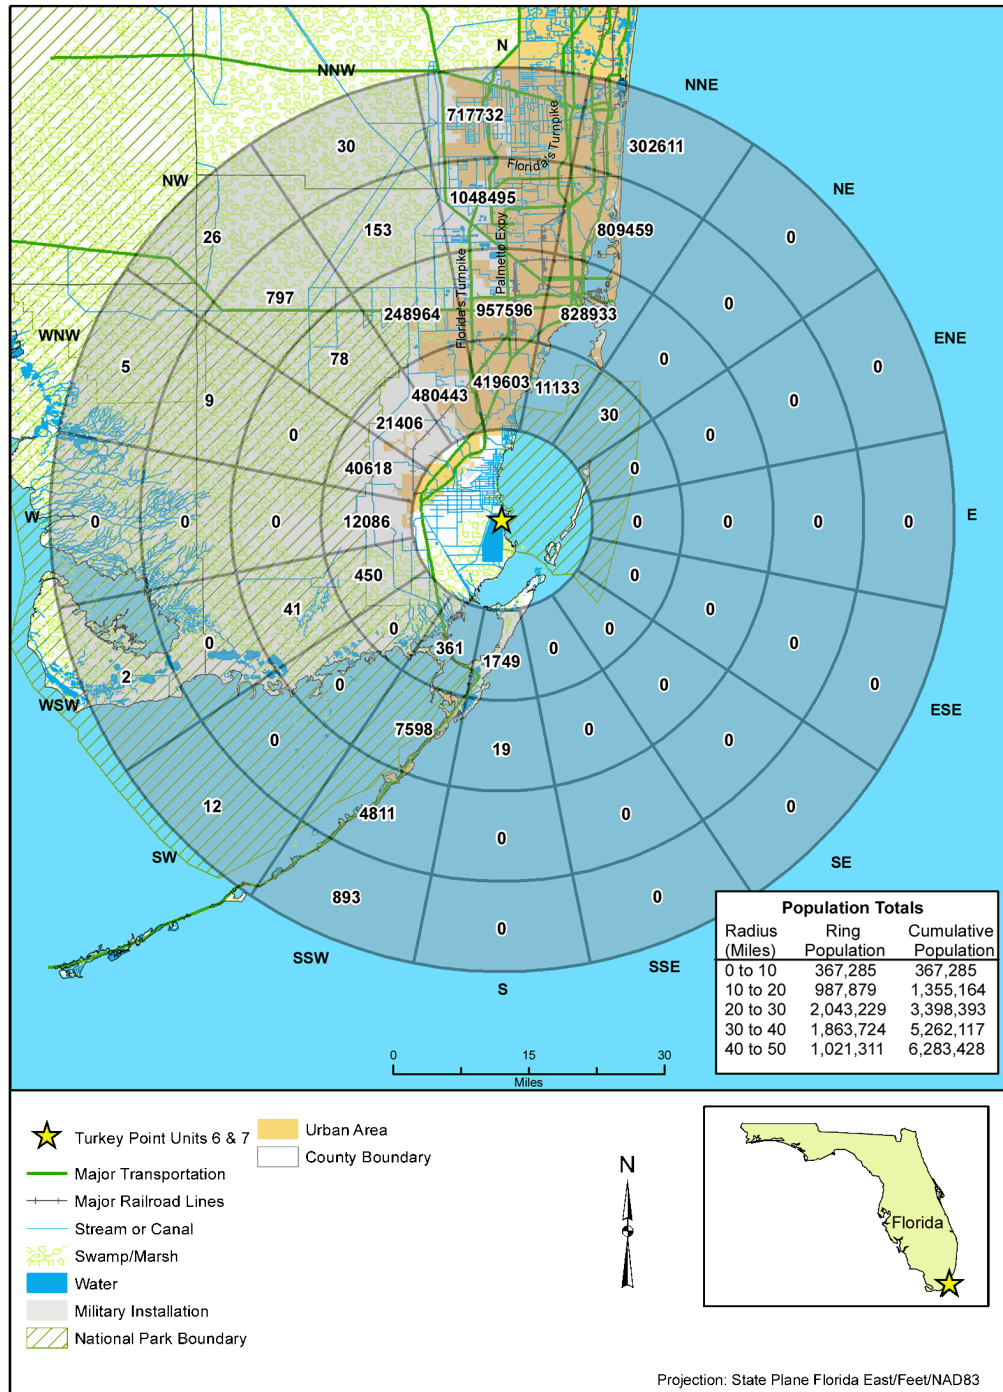 N
NNW
NNE
717732
30
302611
Florida's Turnpike
Florida's Turnpike
NW
NE
1048495
26
153
809459
0
Palmetto Expy
Florida's Turnpike
797
248964
957596
828933
0
WNW
ENE
5
78
0
0
480443
419603
11133
9
21406
30
0
0
0
40618
0
W
0
0
0
12086
0
0
0
0
E
450
0
41
0
0
0
361
0
0
0
1749
0
2
0
0
0
WSW
ESE
7598
0
0
19
0
12
4811
0
0
0
SW
SE
893
0
0
SSW
SSE
S
Population Totals
Radius (Miles) Ring Population Cumulative Population
0 to 10 367,285 367,285
10 to 20 987,879 1,355,164
20 to 30 2,043,229 3,398,393
30 to 40 1,863,724 5,262,117
40 to 50 1,021,311 6,283,428
0 15 30
Miles
Turkey Point Units 6 & 7
Major Transportation
Major Railroad Lines
Stream or Canal
Swamp/Marsh
Water
Military Installation
National Park Boundary
Urban Area
County Boundary
N
Florida
Projection: State Plane Florida East/Feet/NAD83